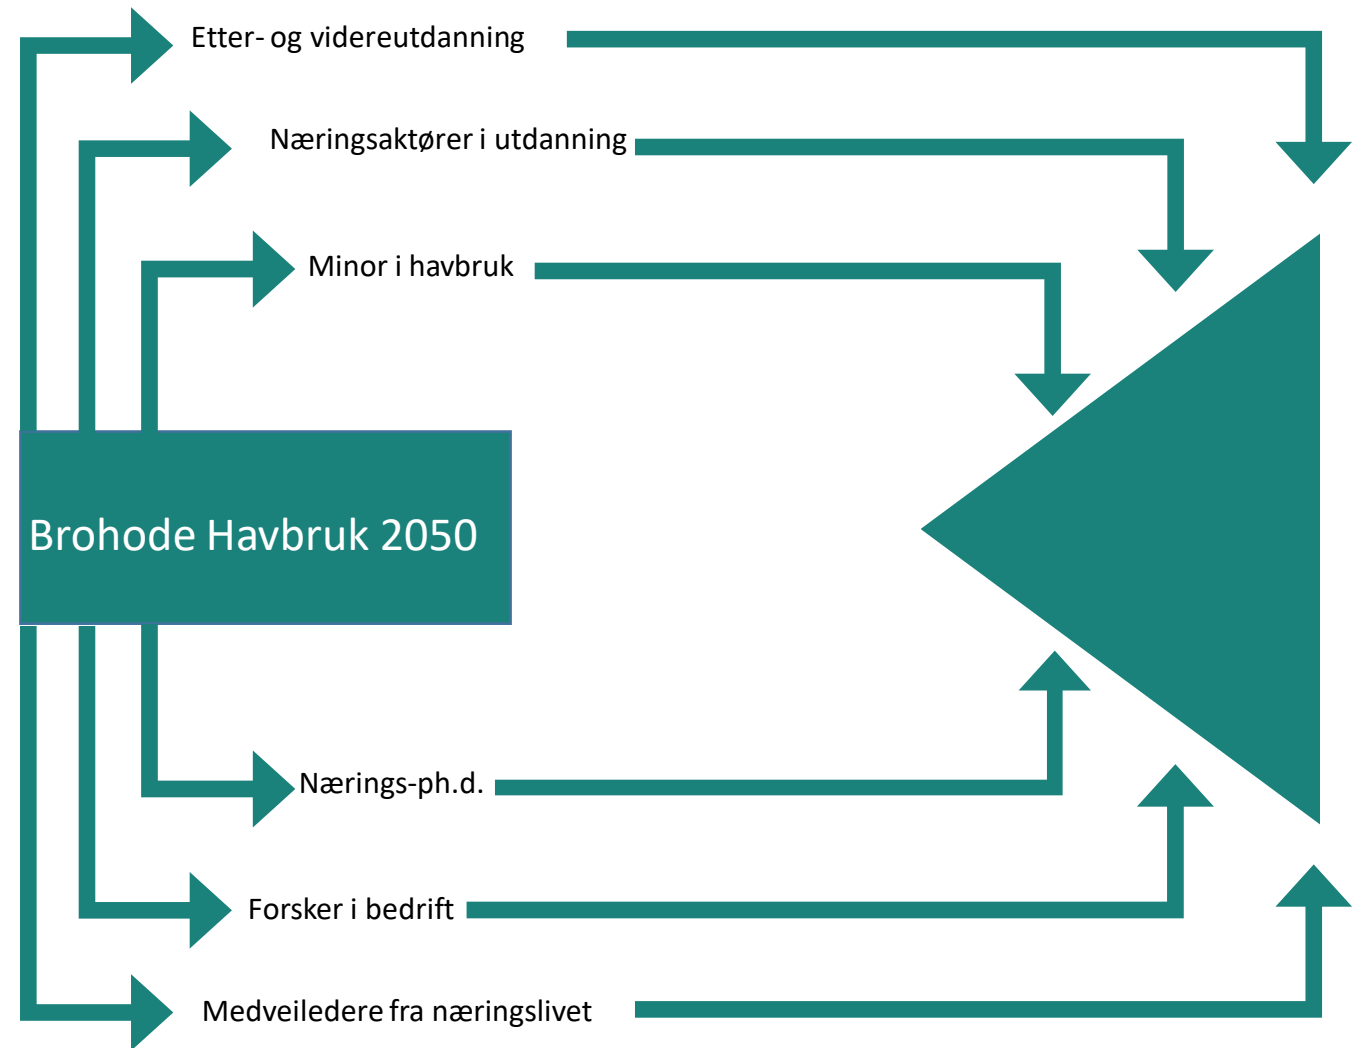 Etter- og videreutdanning
Næringsaktører i utdanning
Minor i havbruk
Brohode Havbruk 2050
Nærings-ph.d.
Forsker i bedrift
Medveiledere fra næringslivet